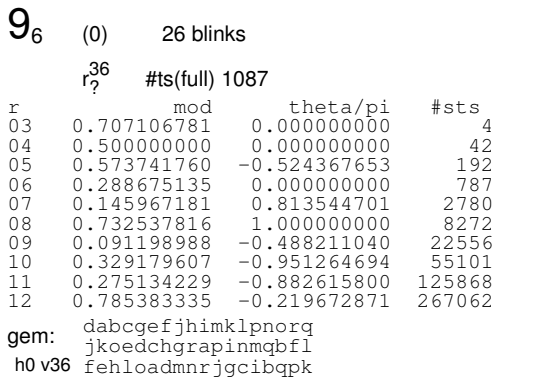 9₆ (0) 26 blinks
r?³⁶ #ts(full) 1087
r mod theta/pi #sts
03 0.707106781 0.000000000 4
04 0.500000000 0.000000000 42
05 0.573741760 −0.524367653 192
06 0.288675135 0.000000000 787
07 0.145967181 0.813544701 2780
08 0.732537816 1.000000000 8272
09 0.091198988 −0.488211040 22556
10 0.329179607 −0.951264694 55101
11 0.275134229 −0.882615800 125868
12 0.785383335 −0.219672871 267062
gem: dabcgefjhimklpnorq
jkoedchgrapinmqbfl
h0 v36 fehloadmnrjgcibqpk